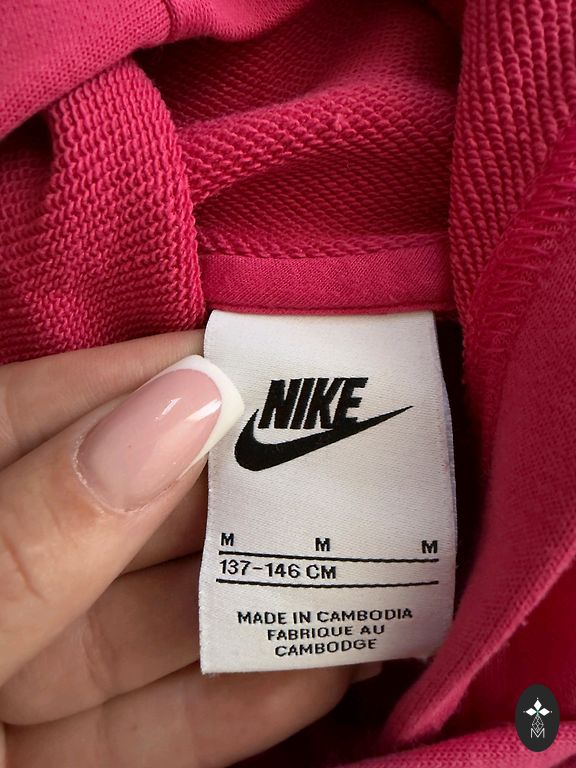 NIKE
M M M
137-146 CM
MADE IN CAMBODIA
FABRIQUE AU
CAMBODGE
M